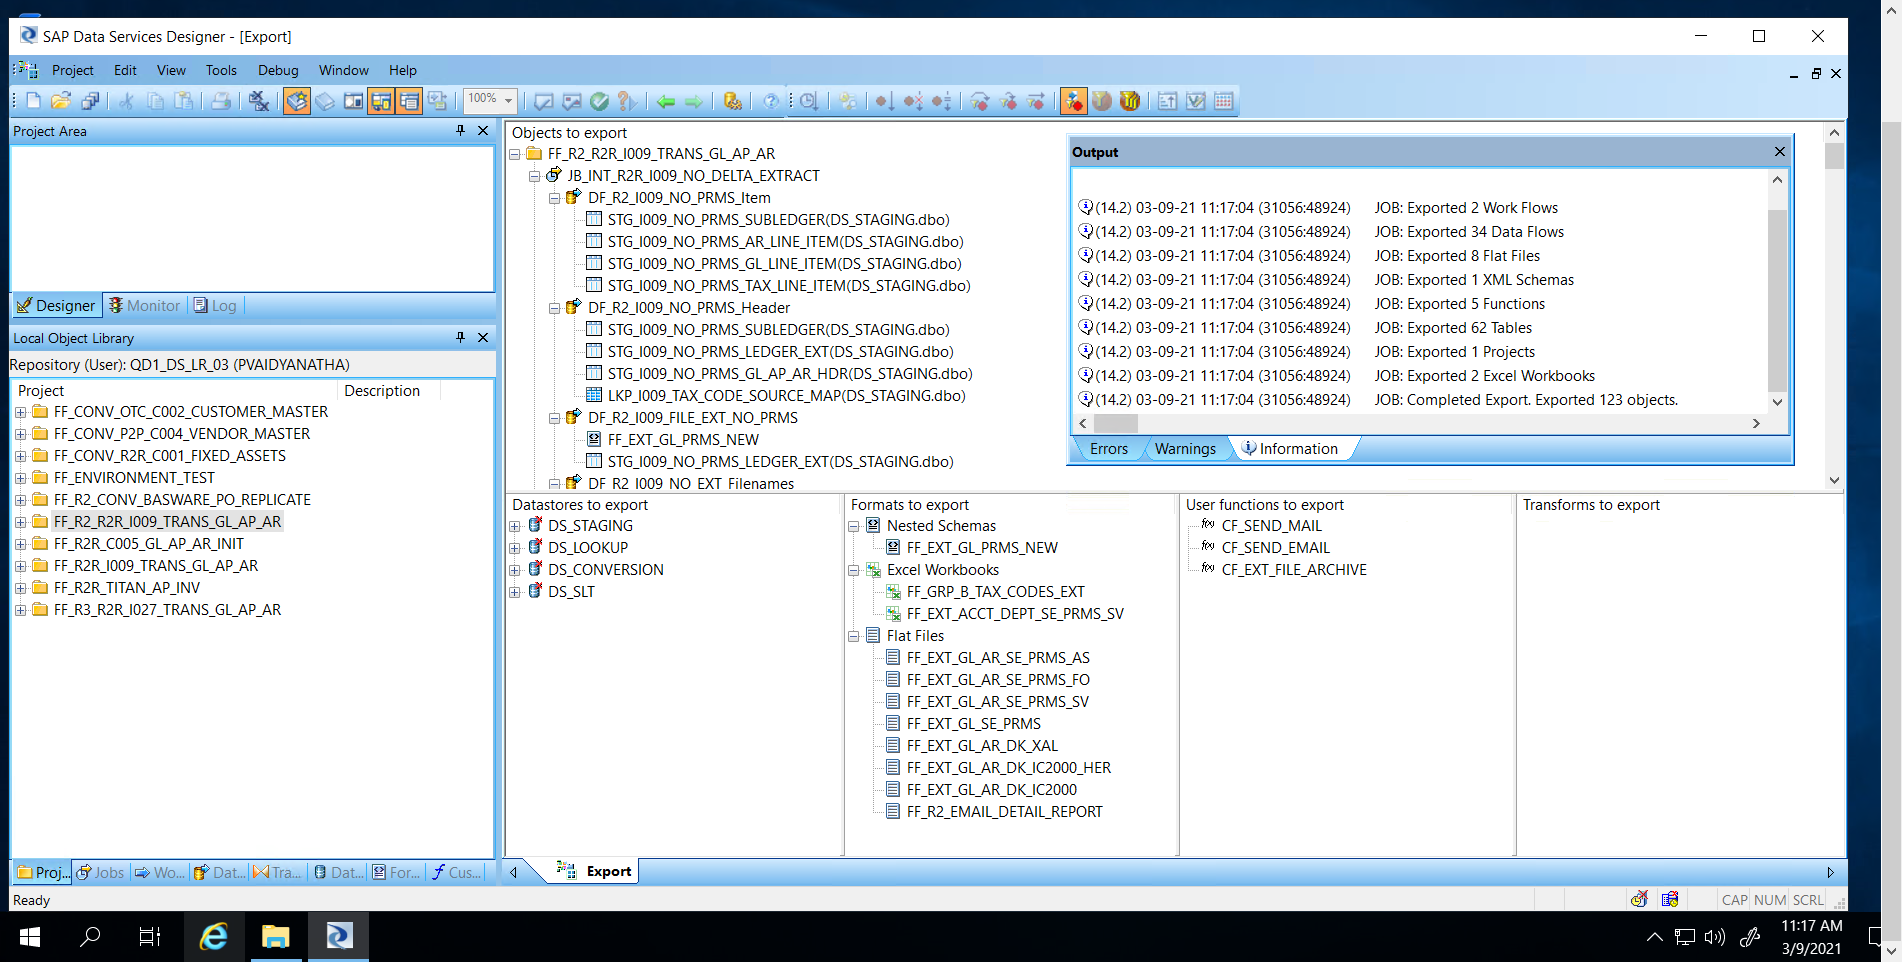 SAP Data Services Designer - [Export]
Project Edit View Tools Debug Window Help
100%
Project Area
Designer Monitor Log
Local Object Library
Repository (User): QD1_DS_LR_03 (PVAIDYANATHA)
Project Description
FF_CONV_OTC_C002_CUSTOMER_MASTER
FF_CONV_P2P_C004_VENDOR_MASTER
FF_CONV_R2R_C001_FIXED_ASSETS
FF_ENVIRONMENT_TEST
FF_R2_CONV_BASWARE_PO_REPLICATE
FF_R2_R2R_I009_TRANS_GL_AP_AR
FF_R2R_C005_GL_AP_AR_INIT
FF_R2R_I009_TRANS_GL_AP_AR
FF_R2R_TITAN_AP_INV
FF_R3_R2R_I027_TRANS_GL_AP_AR
Proj... Jobs Wo... Dat... Tra... Dat... For... Cus...
Objects to export
FF_R2_R2R_I009_TRANS_GL_AP_AR
JB_INT_R2R_I009_NO_DELTA_EXTRACT
DF_R2_I009_NO_PRMS_Item
STG_I009_NO_PRMS_SUBLEDGER(DS_STAGING.dbo)
STG_I009_NO_PRMS_AR_LINE_ITEM(DS_STAGING.dbo)
STG_I009_NO_PRMS_GL_LINE_ITEM(DS_STAGING.dbo)
STG_I009_NO_PRMS_TAX_LINE_ITEM(DS_STAGING.dbo)
DF_R2_I009_NO_PRMS_Header
STG_I009_NO_PRMS_SUBLEDGER(DS_STAGING.dbo)
STG_I009_NO_PRMS_LEDGER_EXT(DS_STAGING.dbo)
STG_I009_NO_PRMS_GL_AP_AR_HDR(DS_STAGING.dbo)
LKP_I009_TAX_CODE_SOURCE_MAP(DS_STAGING.dbo)
DF_R2_I009_FILE_EXT_NO_PRMS
FF_EXT_GL_PRMS_NEW
STG_I009_NO_PRMS_LEDGER_EXT(DS_STAGING.dbo)
DF_R2_I009_NO_EXT_Filenames
Output
(14.2) 03-09-21 11:17:04 (31056:48924) JOB: Exported 2 Work Flows
(14.2) 03-09-21 11:17:04 (31056:48924) JOB: Exported 34 Data Flows
(14.2) 03-09-21 11:17:04 (31056:48924) JOB: Exported 8 Flat Files
(14.2) 03-09-21 11:17:04 (31056:48924) JOB: Exported 1 XML Schemas
(14.2) 03-09-21 11:17:04 (31056:48924) JOB: Exported 5 Functions
(14.2) 03-09-21 11:17:04 (31056:48924) JOB: Exported 62 Tables
(14.2) 03-09-21 11:17:04 (31056:48924) JOB: Exported 1 Projects
(14.2) 03-09-21 11:17:04 (31056:48924) JOB: Exported 2 Excel Workbooks
(14.2) 03-09-21 11:17:04 (31056:48924) JOB: Completed Export. Exported 123 objects.
Errors Warnings Information
Datastores to export
DS_STAGING
DS_LOOKUP
DS_CONVERSION
DS_SLT
Formats to export
Nested Schemas
FF_EXT_GL_PRMS_NEW
Excel Workbooks
FF_GRP_B_TAX_CODES_EXT
FF_EXT_ACCT_DEPT_SE_PRMS_SV
Flat Files
FF_EXT_GL_AR_SE_PRMS_AS
FF_EXT_GL_AR_SE_PRMS_FO
FF_EXT_GL_AR_SE_PRMS_SV
FF_EXT_GL_SE_PRMS
FF_EXT_GL_AR_DK_XAL
FF_EXT_GL_AR_DK_IC2000_HER
FF_EXT_GL_AR_DK_IC2000
FF_R2_EMAIL_DETAIL_REPORT
User functions to export
CF_SEND_MAIL
CF_SEND_EMAIL
CF_EXT_FILE_ARCHIVE
Transforms to export
Export
Ready CAP NUM SCRL
11:17 AM
3/9/2021